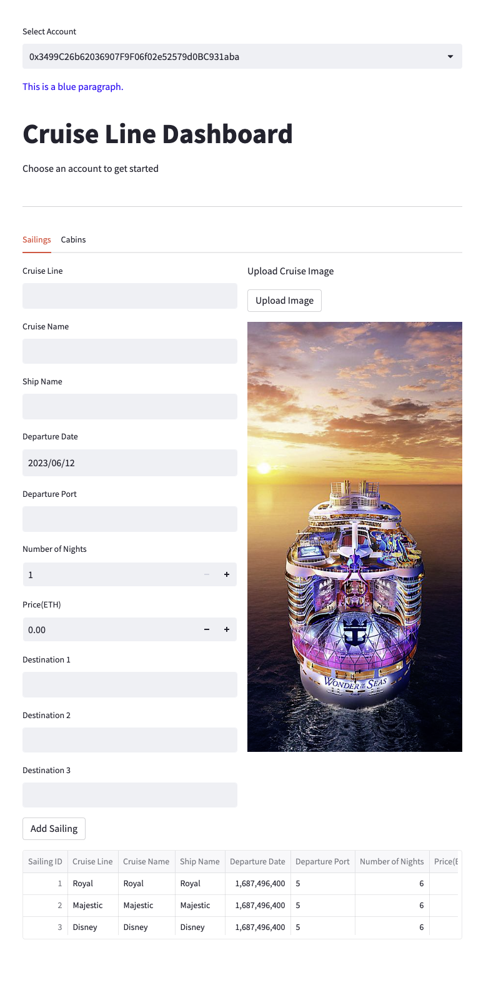 Select Account
0x3499C26b62036907F9F06f02e52579d0BC931aba
This is a blue paragraph.
Cruise Line Dashboard
Choose an account to get started
Sailings Cabins
Cruise Line
Cruise Name
Ship Name
Departure Date
2023/06/12
Departure Port
Number of Nights
1
Price(ETH)
0.00
Destination 1
Destination 2
Destination 3
Add Sailing
Upload Cruise Image
Upload Image
WONDER OF THE SEAS
Sailing ID Cruise Line Cruise Name Ship Name Departure Date Departure Port Number of Nights Price(E
1 Royal Royal Royal 1,687,496,400 5 6
2 Majestic Majestic Majestic 1,687,496,400 5 6
3 Disney Disney Disney 1,687,496,400 5 6